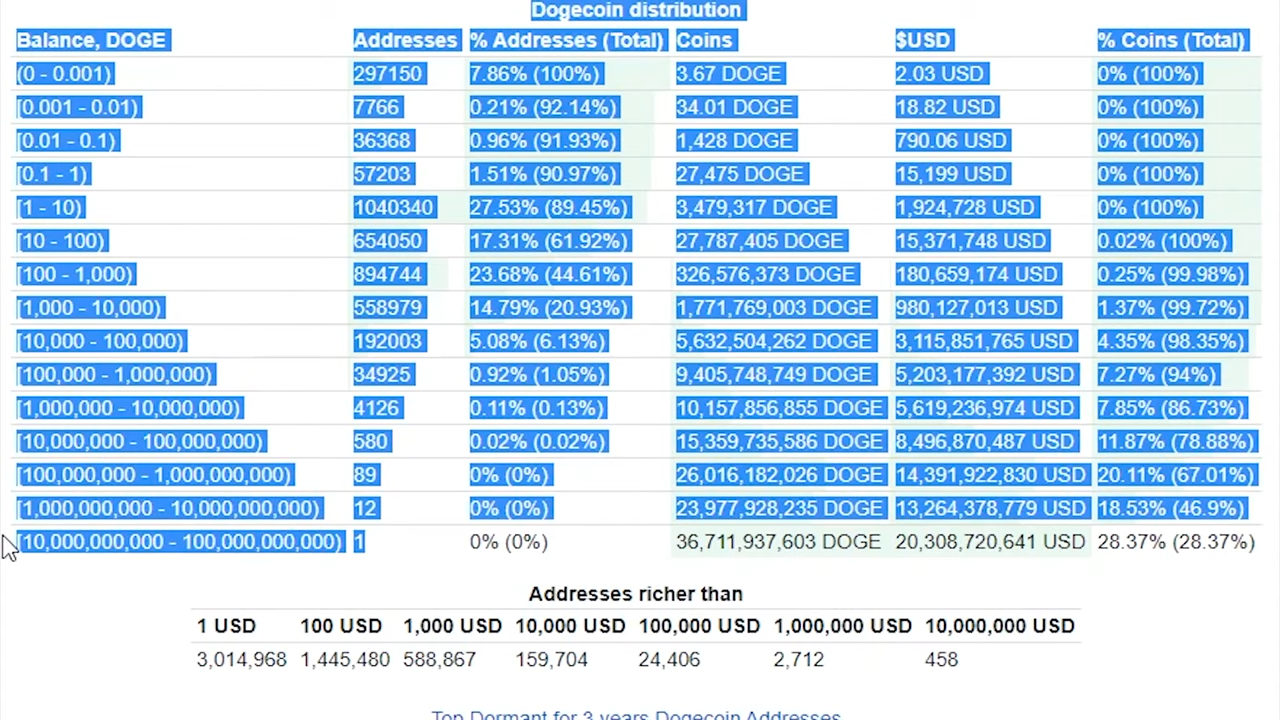 Dogecoin distribution
Balance, DOGE Addresses % Addresses (Total) Coins $USD % Coins (Total)
(0 - 0.001) 297150 7.86% (100%) 3.67 DOGE 2.03 USD 0% (100%)
[0.001 - 0.01) 7766 0.21% (92.14%) 34.01 DOGE 18.82 USD 0% (100%)
[0.01 - 0.1) 36368 0.96% (91.93%) 1,428 DOGE 790.06 USD 0% (100%)
[0.1 - 1) 57203 1.51% (90.97%) 27,475 DOGE 15,199 USD 0% (100%)
[1 - 10) 1040340 27.53% (89.45%) 3,479,317 DOGE 1,924,728 USD 0% (100%)
[10 - 100) 654050 17.31% (61.92%) 27,787,405 DOGE 15,371,748 USD 0.02% (100%)
[100 - 1,000) 894744 23.68% (44.61%) 326,576,373 DOGE 180,659,174 USD 0.25% (99.98%)
[1,000 - 10,000) 558979 14.79% (20.93%) 1,771,769,003 DOGE 980,127,013 USD 1.37% (99.72%)
[10,000 - 100,000) 192003 5.08% (6.13%) 5,632,504,262 DOGE 3,115,851,765 USD 4.35% (98.35%)
[100,000 - 1,000,000) 34925 0.92% (1.05%) 9,405,748,749 DOGE 5,203,177,392 USD 7.27% (94%)
[1,000,000 - 10,000,000) 4126 0.11% (0.13%) 10,157,856,855 DOGE 5,619,236,974 USD 7.85% (86.73%)
[10,000,000 - 100,000,000) 580 0.02% (0.02%) 15,359,735,586 DOGE 8,496,870,487 USD 11.87% (78.88%)
[100,000,000 - 1,000,000,000) 89 0% (0%) 26,016,182,026 DOGE 14,391,922,830 USD 20.11% (67.01%)
[1,000,000,000 - 10,000,000,000) 12 0% (0%) 23,977,928,235 DOGE 13,264,378,779 USD 18.53% (46.9%)
[10,000,000,000 - 100,000,000,000) 1 0% (0%) 36,711,937,603 DOGE 20,308,720,641 USD 28.37% (28.37%)
Addresses richer than
1 USD 100 USD 1,000 USD 10,000 USD 100,000 USD 1,000,000 USD 10,000,000 USD
3,014,968 1,445,480 588,867 159,704 24,406 2,712 458
Top Dormant for 3 years Dogecoin Addresses